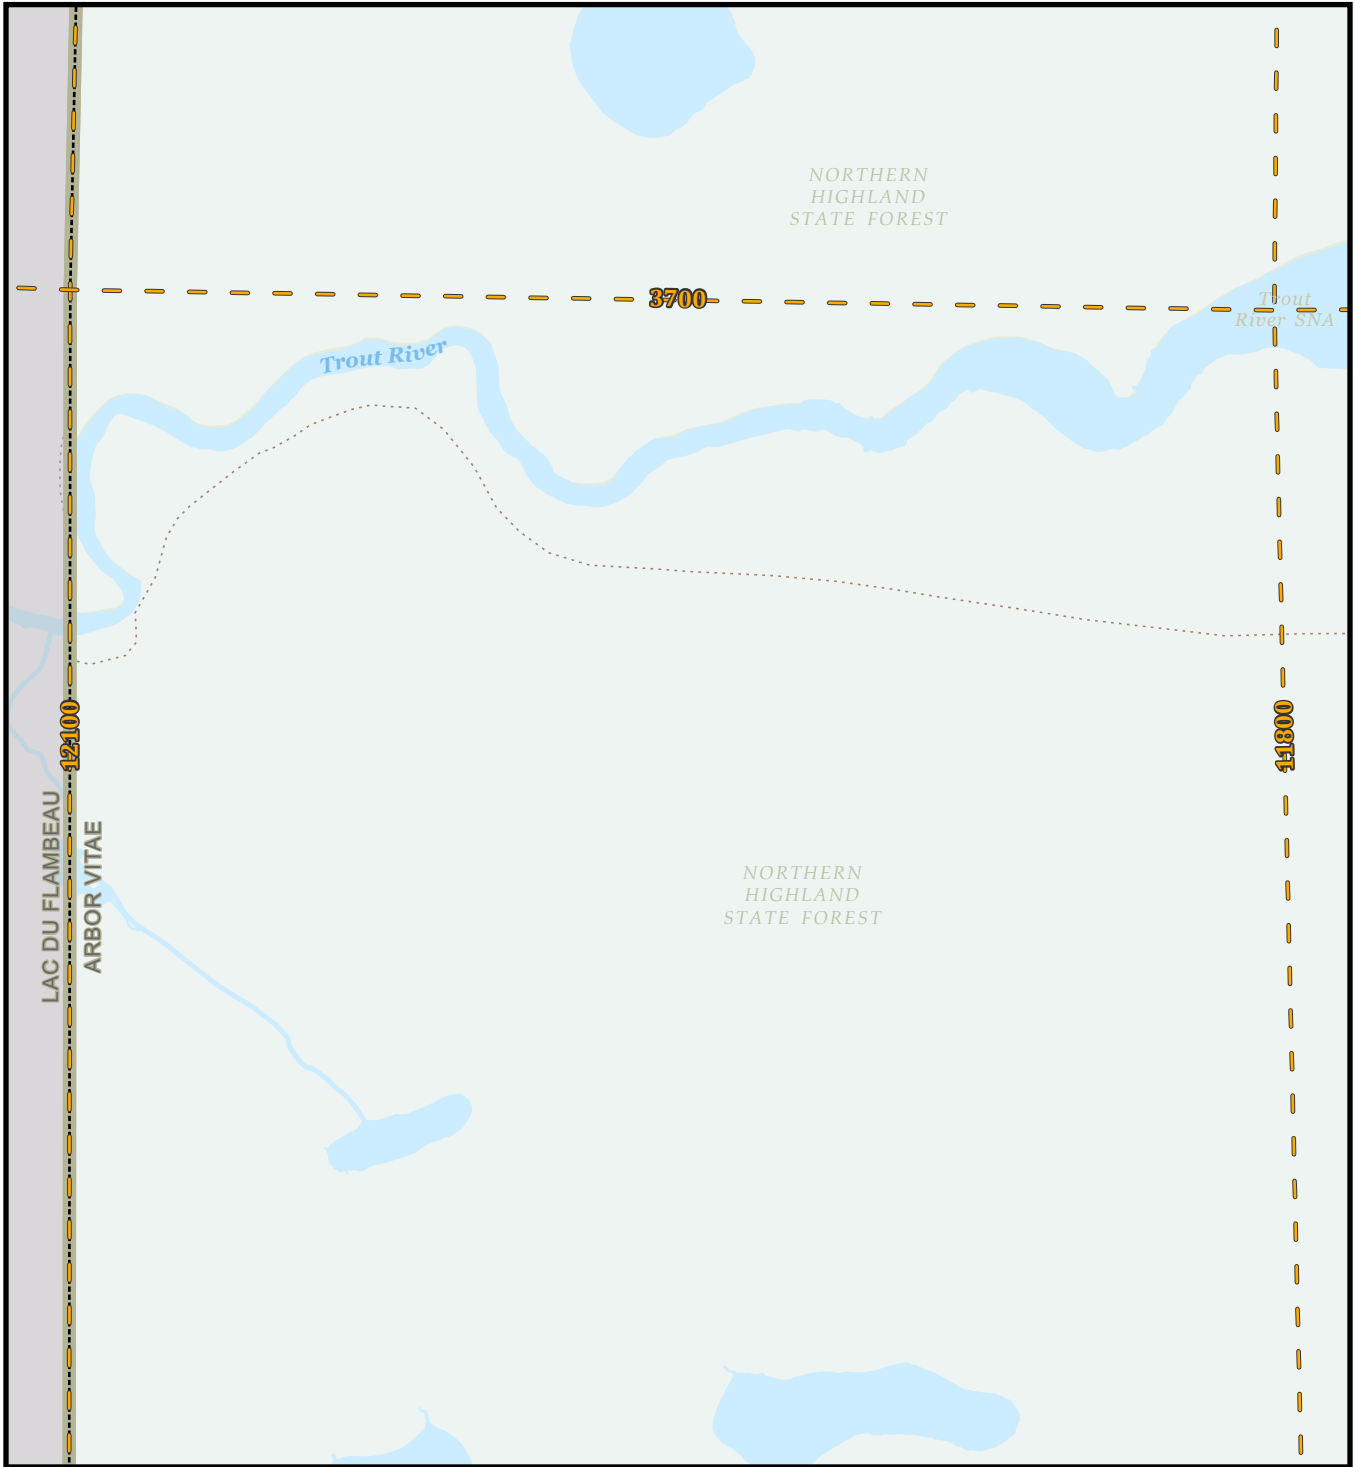 NORTHERN
HIGHLAND
STATE FOREST
3700
Trout
River SNA
Trout River
12100
11800
LAC DU FLAMBEAU
ARBOR VITAE
NORTHERN
HIGHLAND
STATE FOREST